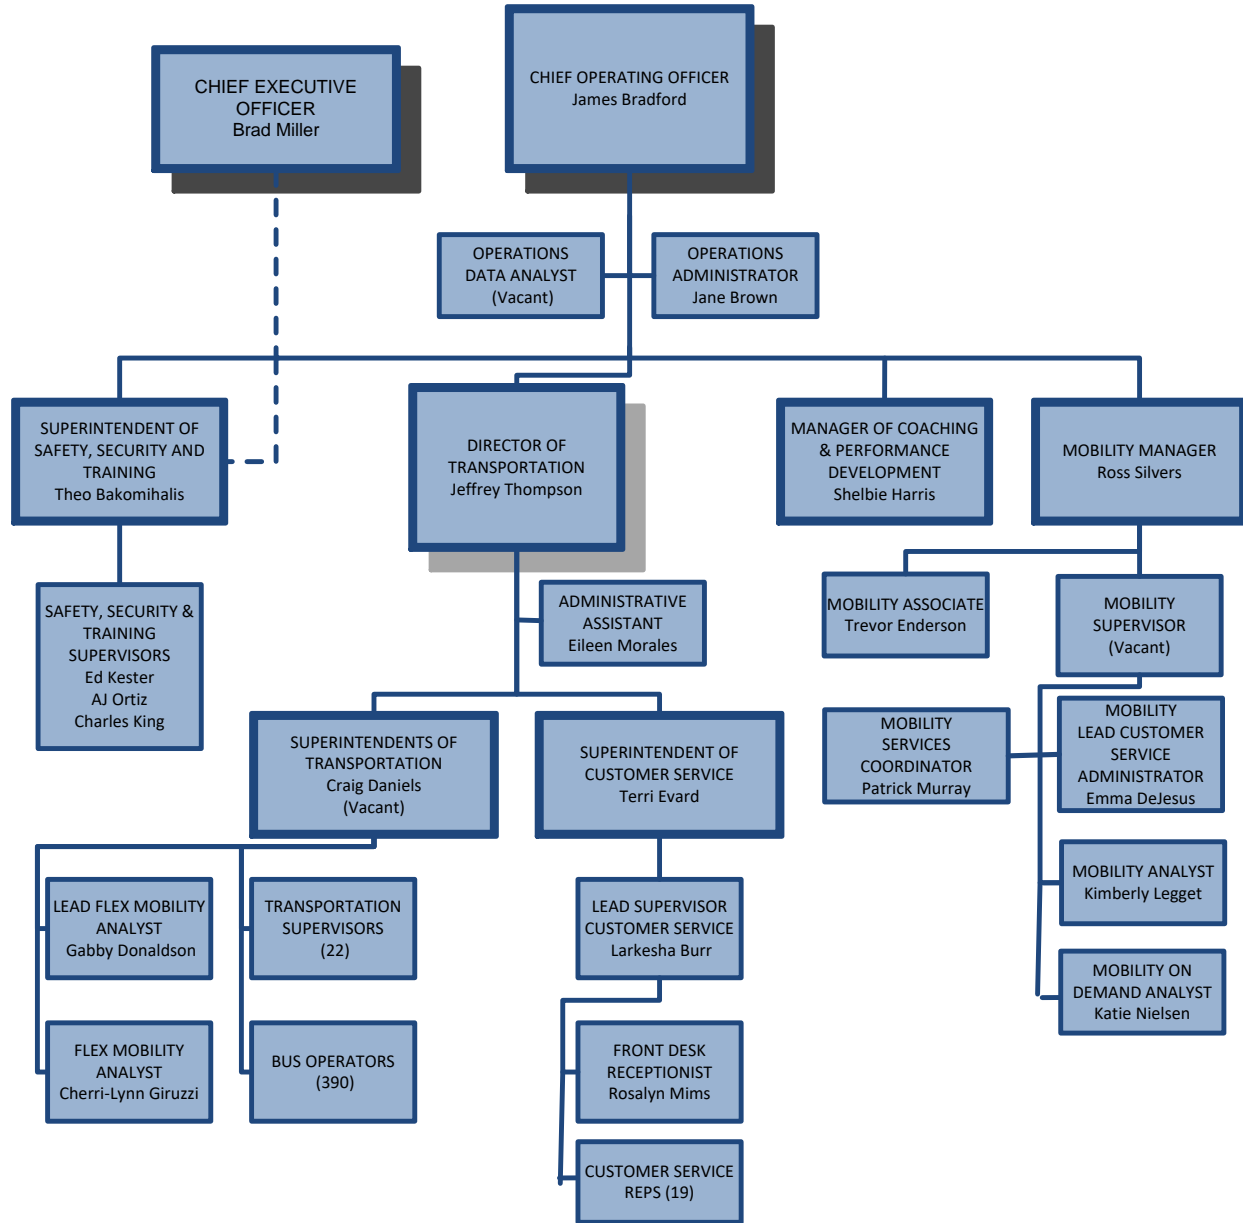 CHIEF EXECUTIVE
OFFICER
Brad Miller
CHIEF OPERATING OFFICER
James Bradford
OPERATIONS
DATA ANALYST
(Vacant)
OPERATIONS
ADMINISTRATOR
Jane Brown
SUPERINTENDENT OF
SAFETY, SECURITY AND
TRAINING
Theo Bakomihalis
DIRECTOR OF
TRANSPORTATION
Jeffrey Thompson
MANAGER OF COACHING
& PERFORMANCE
DEVELOPMENT
Shelbie Harris
MOBILITY MANAGER
Ross Silvers
SAFETY, SECURITY &
TRAINING
SUPERVISORS
Ed Kester
AJ Ortiz
Charles King
ADMINISTRATIVE
ASSISTANT
Eileen Morales
MOBILITY ASSOCIATE
Trevor Enderson
MOBILITY
SUPERVISOR
(Vacant)
SUPERINTENDENTS OF
TRANSPORTATION
Craig Daniels
(Vacant)
SUPERINTENDENT OF
CUSTOMER SERVICE
Terri Evard
MOBILITY
SERVICES
COORDINATOR
Patrick Murray
MOBILITY
LEAD CUSTOMER
SERVICE
ADMINISTRATOR
Emma DeJesus
LEAD FLEX MOBILITY
ANALYST
Gabby Donaldson
TRANSPORTATION
SUPERVISORS
(22)
LEAD SUPERVISOR
CUSTOMER SERVICE
Larkesha Burr
MOBILITY ANALYST
Kimberly Legget
MOBILITY ON
DEMAND ANALYST
Katie Nielsen
FLEX MOBILITY
ANALYST
Cherri-Lynn Giruzzi
BUS OPERATORS
(390)
FRONT DESK
RECEPTIONIST
Rosalyn Mims
CUSTOMER SERVICE
REPS (19)